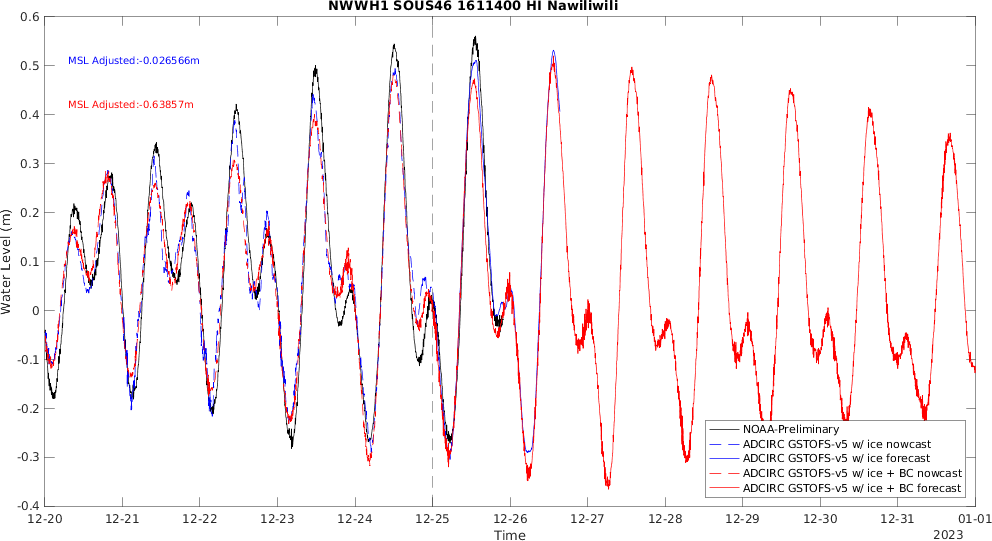 NWWH1 SOUS46 1611400 HI Nawiliwili
0.6
0.5
0.4
0.3
0.2
0.1
0
-0.1
-0.2
-0.3
-0.4
Water Level (m)
MSL Adjusted:-0.026566m
MSL Adjusted:-0.63857m
NOAA-Preliminary
ADCIRC GSTOFS-v5 w/ ice nowcast
ADCIRC GSTOFS-v5 w/ ice forecast
ADCIRC GSTOFS-v5 w/ ice + BC nowcast
ADCIRC GSTOFS-v5 w/ ice + BC forecast
12-20 12-21 12-22 12-23 12-24 12-25 12-26 12-27 12-28 12-29 12-30 12-31 01-01
Time
2023